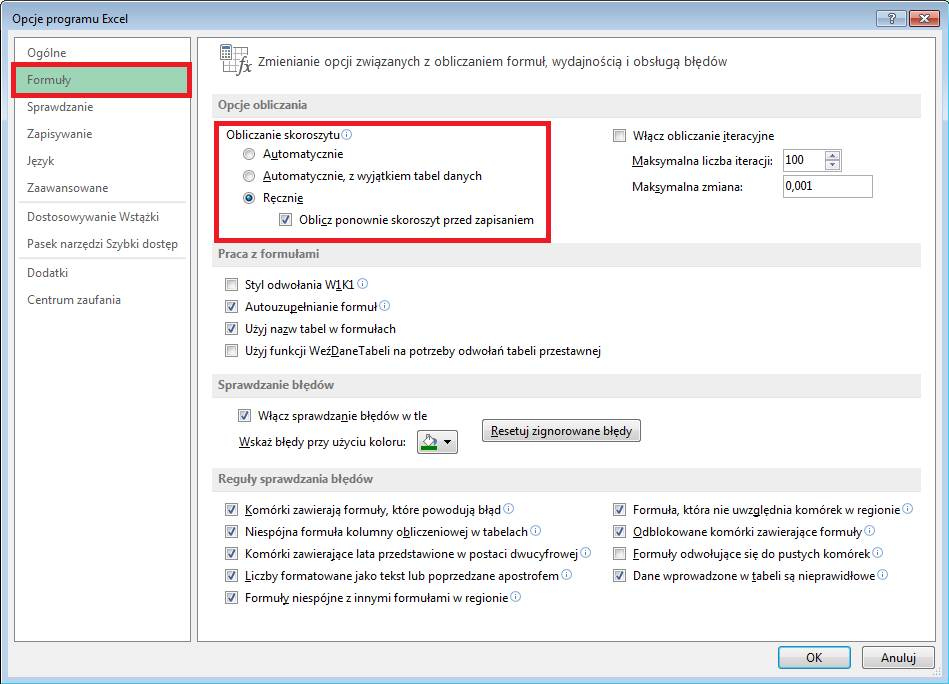 Opcje programu Excel
Ogólne
Formuły
Sprawdzanie
Zapisywanie
Język
Zaawansowane
Dostosowywanie Wstążki
Pasek narzędzi Szybki dostęp
Dodatki
Centrum zaufania
Zmienianie opcji związanych z obliczaniem formuł, wydajnością i obsługą błędów
Opcje obliczania
Obliczanie skoroszytu
Automatycznie
Automatycznie, z wyjątkiem tabel danych
Ręcznie
Oblicz ponownie skoroszyt przed zapisaniem
Włącz obliczanie iteracyjne
Maksymalna liczba iteracji: 100
Maksymalna zmiana: 0,001
Praca z formułami
Styl odwołania W1K1
Autouzupełnianie formuł
Użyj nazw tabel w formułach
Użyj funkcji WeźDaneTabeli na potrzeby odwołań tabeli przestawnej
Sprawdzanie błędów
Włącz sprawdzanie błędów w tle
Wskaż błędy przy użyciu koloru:
Resetuj zignorowane błędy
Reguły sprawdzania błędów
Komórki zawierają formuły, które powodują błąd
Niespójna formuła kolumny obliczeniowej w tabelach
Komórki zawierające lata przedstawione w postaci dwucyfrowej
Liczby formatowane jako tekst lub poprzedzane apostrofem
Formuły niespójne z innymi formułami w regionie
Formuła, która nie uwzględnia komórek w regionie
Odblokowane komórki zawierające formuły
Formuły odwołujące się do pustych komórek
Dane wprowadzone w tabeli są nieprawidłowe
OK
Anuluj